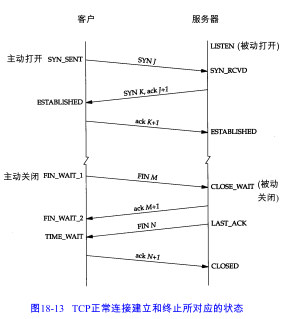 客户 服务器
LISTEN (被动打开)
主动打开 SYN_SENT
SYN J
SYN_RCVD
SYN K, ack J+1
ESTABLISHED
ack K+1
ESTABLISHED
主动关闭 FIN_WAIT_1
FIN M
CLOSE_WAIT (被动
关闭)
ack M+1
FIN_WAIT_2
FIN N
LAST_ACK
TIME_WAIT
ack N+1
CLOSED
图18-13 TCP正常连接建立和终止所对应的状态